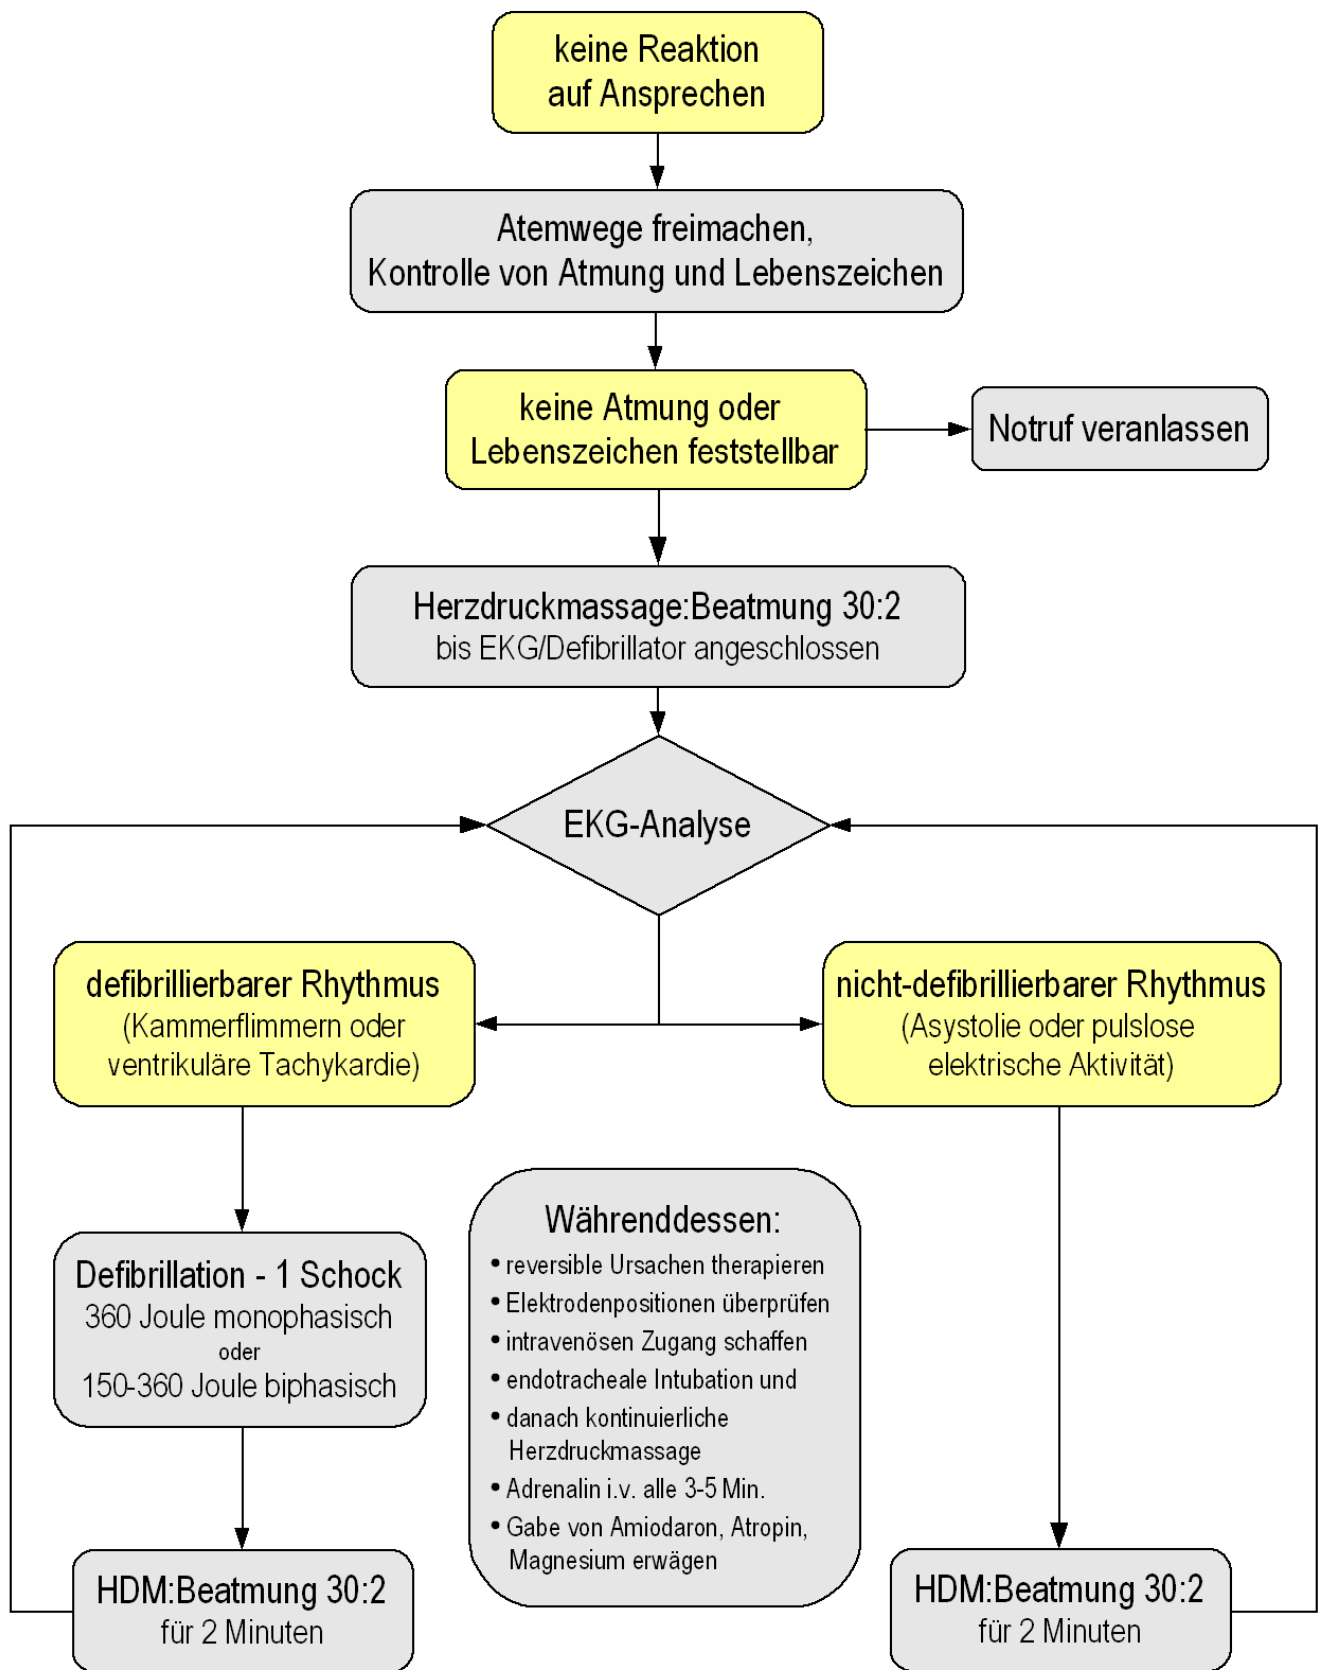 keine Reaktion
auf Ansprechen
Atemwege freimachen,
Kontrolle von Atmung und Lebenszeichen
keine Atmung oder
Lebenszeichen feststellbar
Notruf veranlassen
Herzdruckmassage:Beatmung 30:2
bis EKG/Defibrillator angeschlossen
EKG-Analyse
defibrillierbarer Rhythmus
(Kammerflimmern oder
ventrikuläre Tachykardie)
nicht-defibrillierbarer Rhythmus
(Asystolie oder pulslose
elektrische Aktivität)
Defibrillation - 1 Schock
360 Joule monophasisch
oder
150-360 Joule biphasisch
Währenddessen:
• reversible Ursachen therapieren
• Elektrodenpositionen überprüfen
• intravenösen Zugang schaffen
• endotracheale Intubation und
• danach kontinuierliche
Herzdruckmassage
• Adrenalin i.v. alle 3-5 Min.
• Gabe von Amiodaron, Atropin,
Magnesium erwägen
HDM:Beatmung 30:2
für 2 Minuten
HDM:Beatmung 30:2
für 2 Minuten